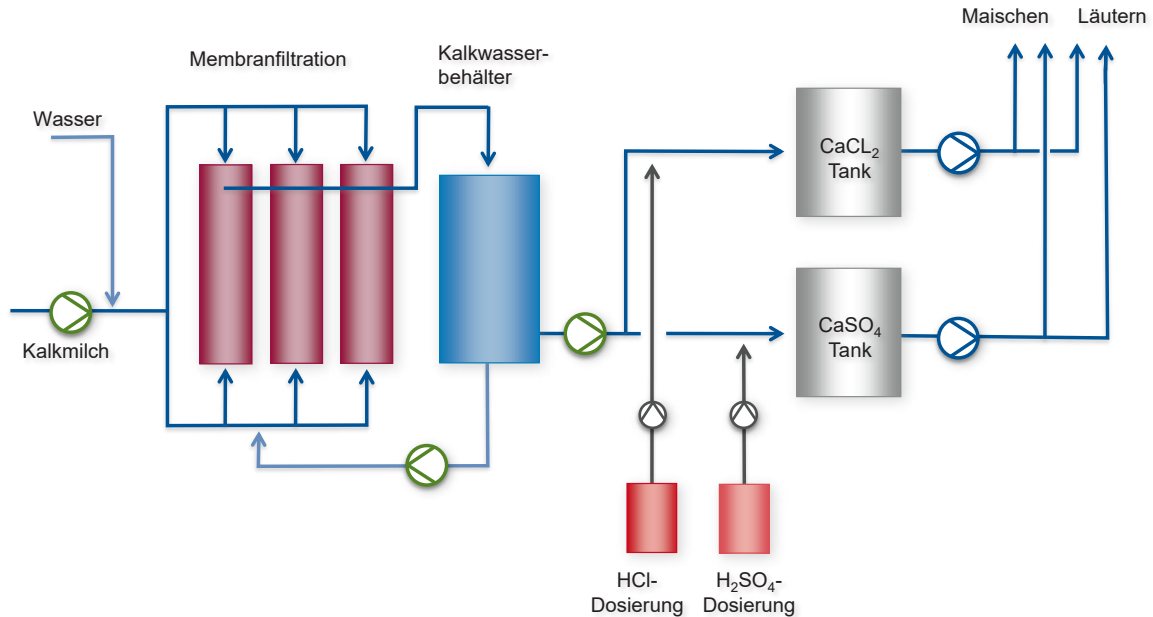 Maischen
Läutern
Membranfiltration
Kalkwasser-
behälter
Wasser
CaCL₂
Tank
CaSO₄
Tank
Kalkmilch
HCl-
Dosierung
H₂SO₄-
Dosierung